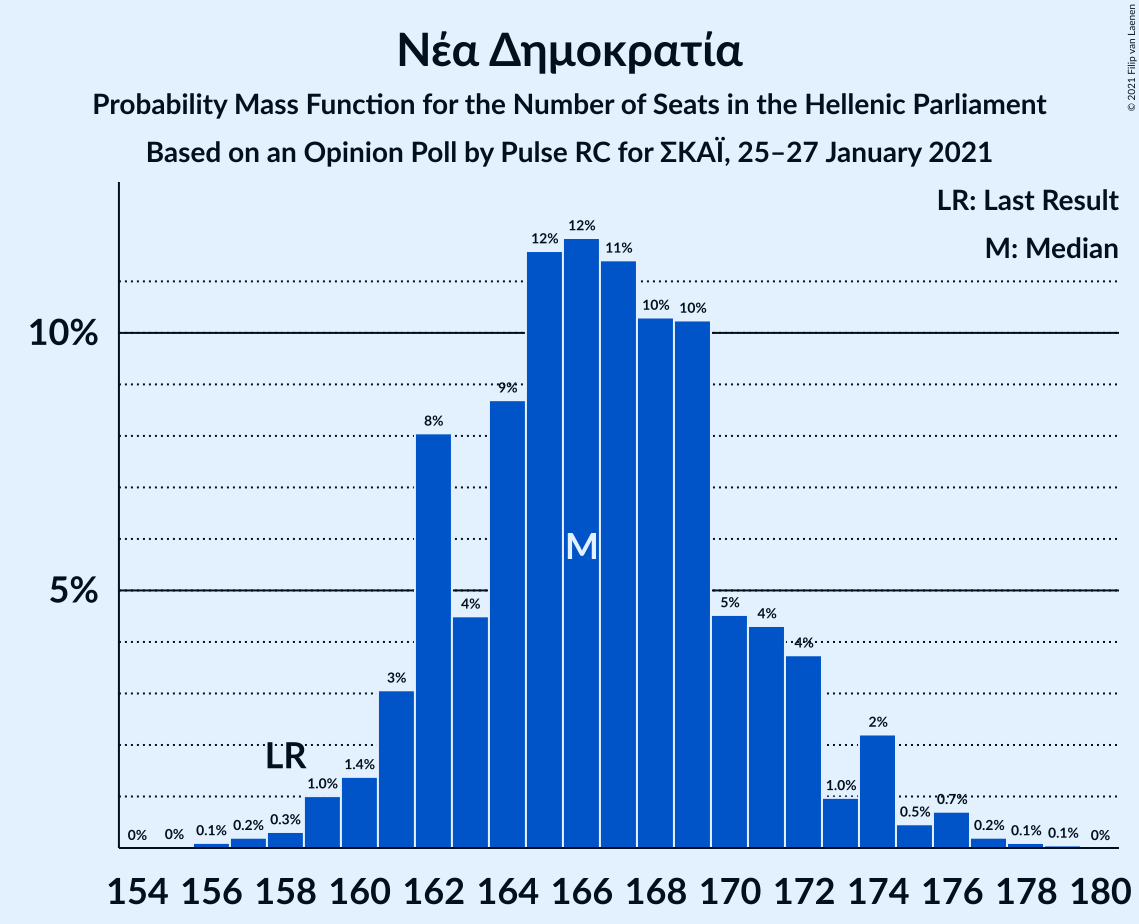 Νέα Δημοκρατία
Probability Mass Function for the Number of Seats in the Hellenic Parliament
Based on an Opinion Poll by Pulse RC for ΣΚΑΪ, 25–27 January 2021
© 2021 Filip van Laenen
LR: Last Result
M: Median
10%
5%
0% 0% 0.1% 0.2% 0.3% 1.0% 1.4% 3% 8% 4% 9% 12% 12% 11% 10% 10% 5% 4% 4% 1.0% 2% 0.5% 0.7% 0.2% 0.1% 0.1% 0%
LR
M
154 156 158 160 162 164 166 168 170 172 174 176 178 180